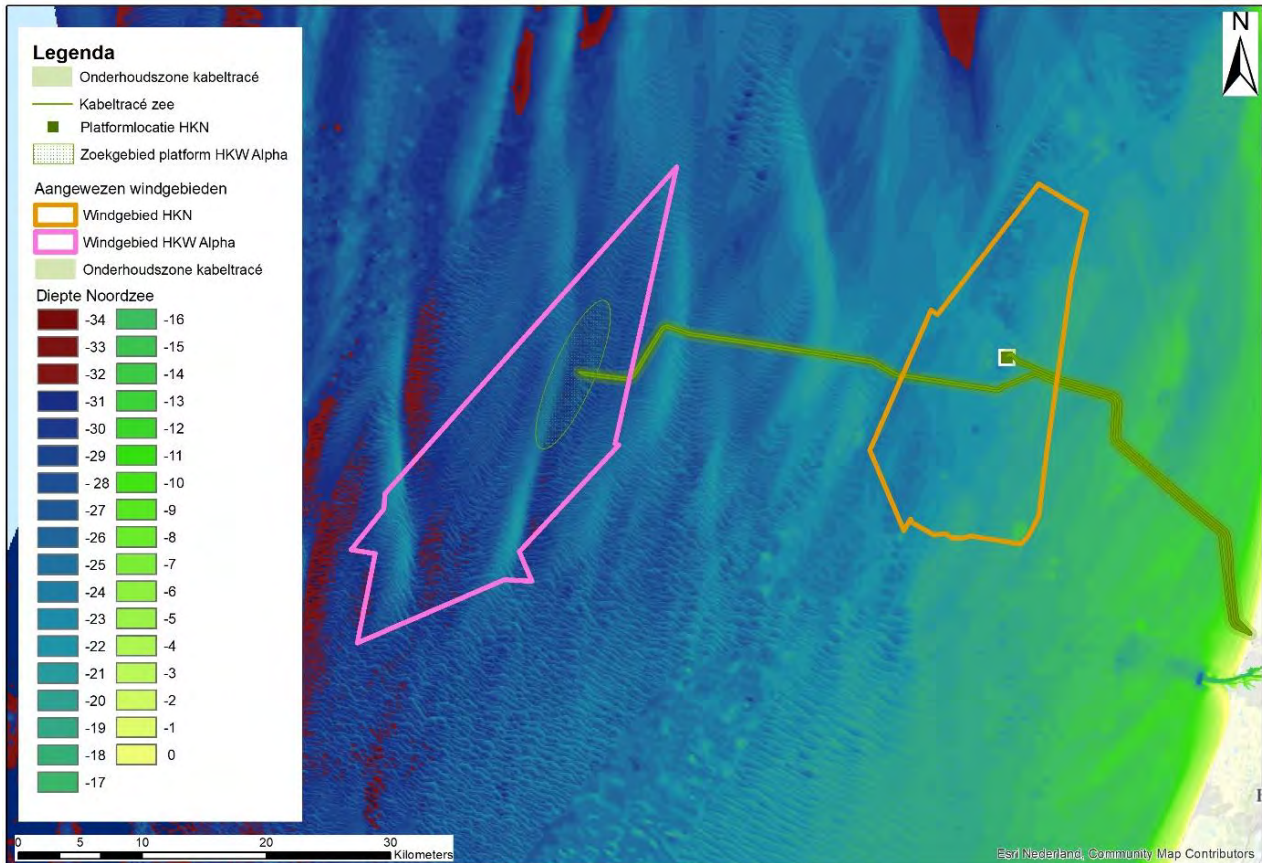 Legenda
Onderhoudszone kabeltracé
Kabeltracé zee
Platformlocatie HKN
Zoekgebied platform HKW Alpha
Aangewezen windgebieden
Windgebied HKN
Windgebied HKW Alpha
Onderhoudszone kabeltracé
Diepte Noordzee
-34 -16
-33 -15
-32 -14
-31 -13
-30 -12
-29 -11
-28 -10
-27 -9
-26 -8
-25 -7
-24 -6
-23 -5
-22 -4
-21 -3
-20 -2
-19 -1
-18 0
-17
N
0 5 10 20 30
Kilometers
Esri Nederland, Community Map Contributors